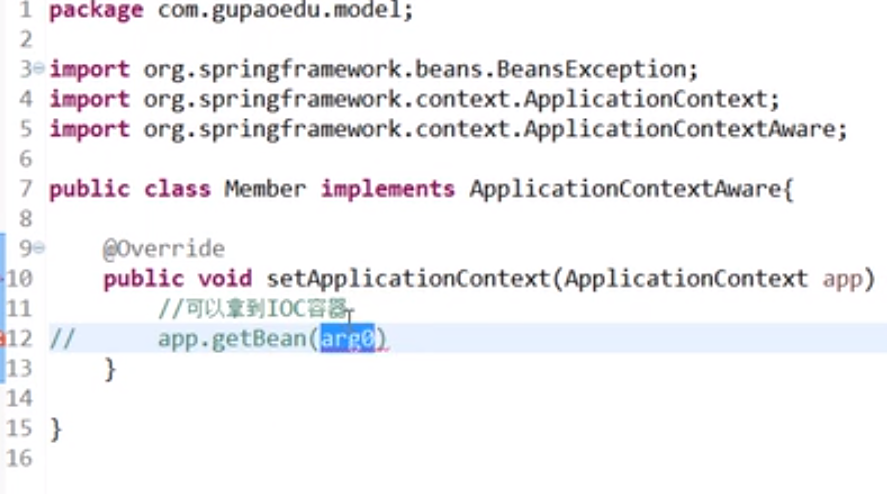 1 package com.gupaoedu.model;
2
3 import org.springframework.beans.BeansException;
4 import org.springframework.context.ApplicationContext;
5 import org.springframework.context.ApplicationContextAware;
6
7 public class Member implements ApplicationContextAware{
8
9 @Override
10 public void setApplicationContext(ApplicationContext app)
11 //可以拿到IOC容器
12 // app.getBean(arg0)
13 }
14
15 }
16